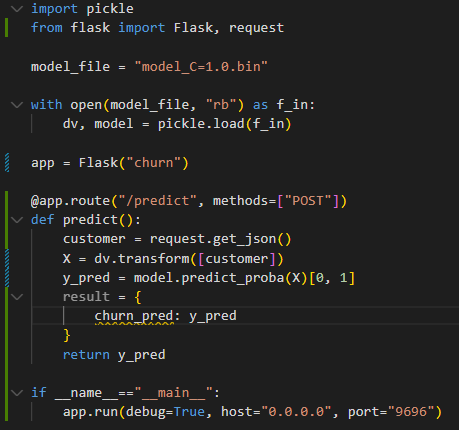 import pickle
from flask import Flask, request
model_file = "model_C=1.0.bin"
with open(model_file, "rb") as f_in:
    dv, model = pickle.load(f_in)
app = Flask("churn")
@app.route("/predict", methods=["POST"])
def predict():
    customer = request.get_json()
    X = dv.transform([customer])
    y_pred = model.predict_proba(X)[0, 1]
    result = {
        churn_pred: y_pred
    }
    return y_pred
if __name__=="__main__":
    app.run(debug=True, host="0.0.0.0", port="9696")